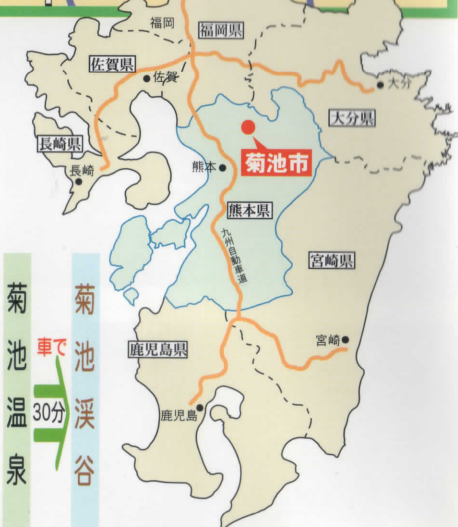 福岡
福岡県
佐賀県
佐賀
大分
大分県
長崎県
長崎
熊本
菊池市
熊本県
九州自動車道
宮崎県
鹿児島県
宮崎
鹿児島
菊池温泉
車で
30分
菊池渓谷